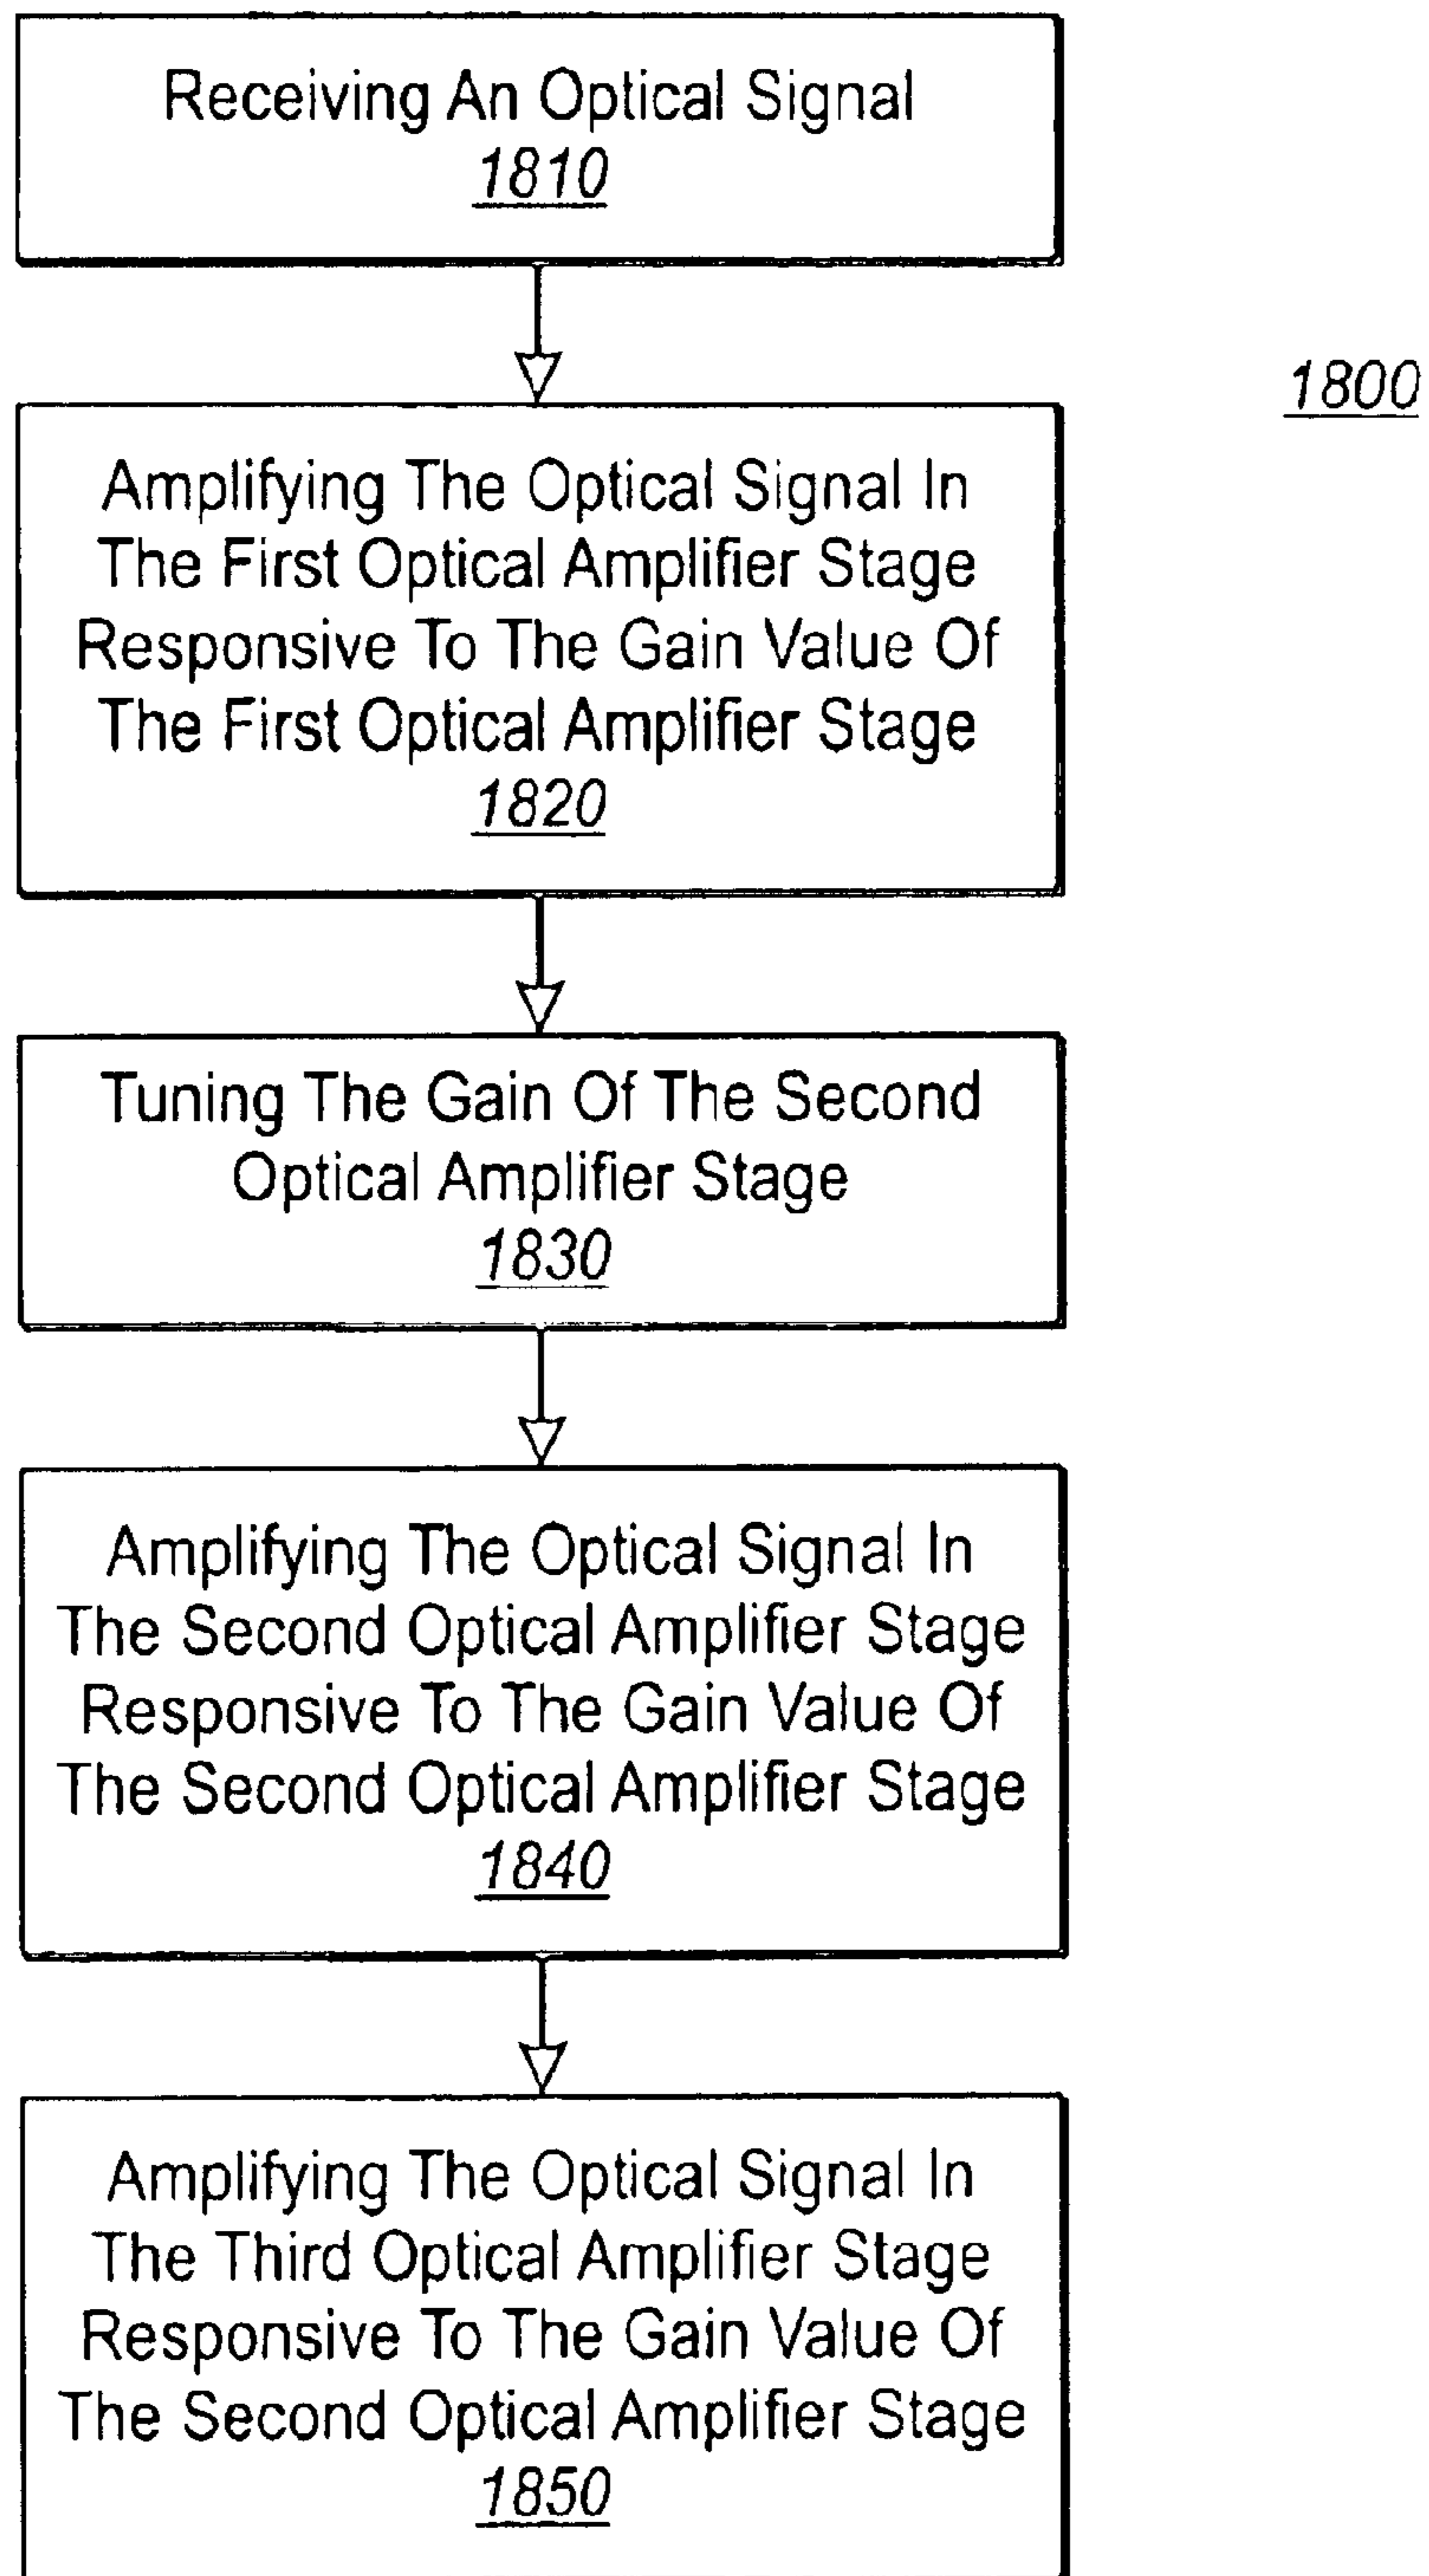 Receiving An Optical Signal
1810
1800
Amplifying The Optical Signal In
The First Optical Amplifier Stage
Responsive To The Gain Value Of
The First Optical Amplifier Stage
1820
Tuning The Gain Of The Second
Optical Amplifier Stage
1830
Amplifying The Optical Signal In
The Second Optical Amplifier Stage
Responsive To The Gain Value Of
The Second Optical Amplifier Stage
1840
Amplifying The Optical Signal In
The Third Optical Amplifier Stage
Responsive To The Gain Value Of
The Second Optical Amplifier Stage
1850